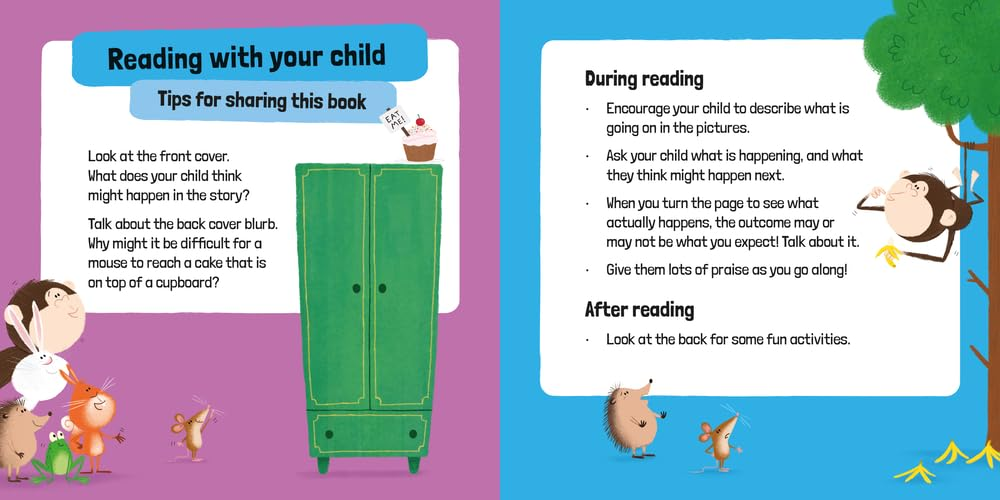 Reading with your child
Tips for sharing this book
EAT
ME!
Look at the front cover.
What does your child think
might happen in the story?
Talk about the back cover blurb.
Why might it be difficult for a
mouse to reach a cake that is
on top of a cupboard?
During reading
· Encourage your child to describe what is
going on in the pictures.
· Ask your child what is happening, and what
they think might happen next.
· When you turn the page to see what
actually happens, the outcome may or
may not be what you expect! Talk about it.
· Give them lots of praise as you go along!
After reading
· Look at the back for some fun activities.